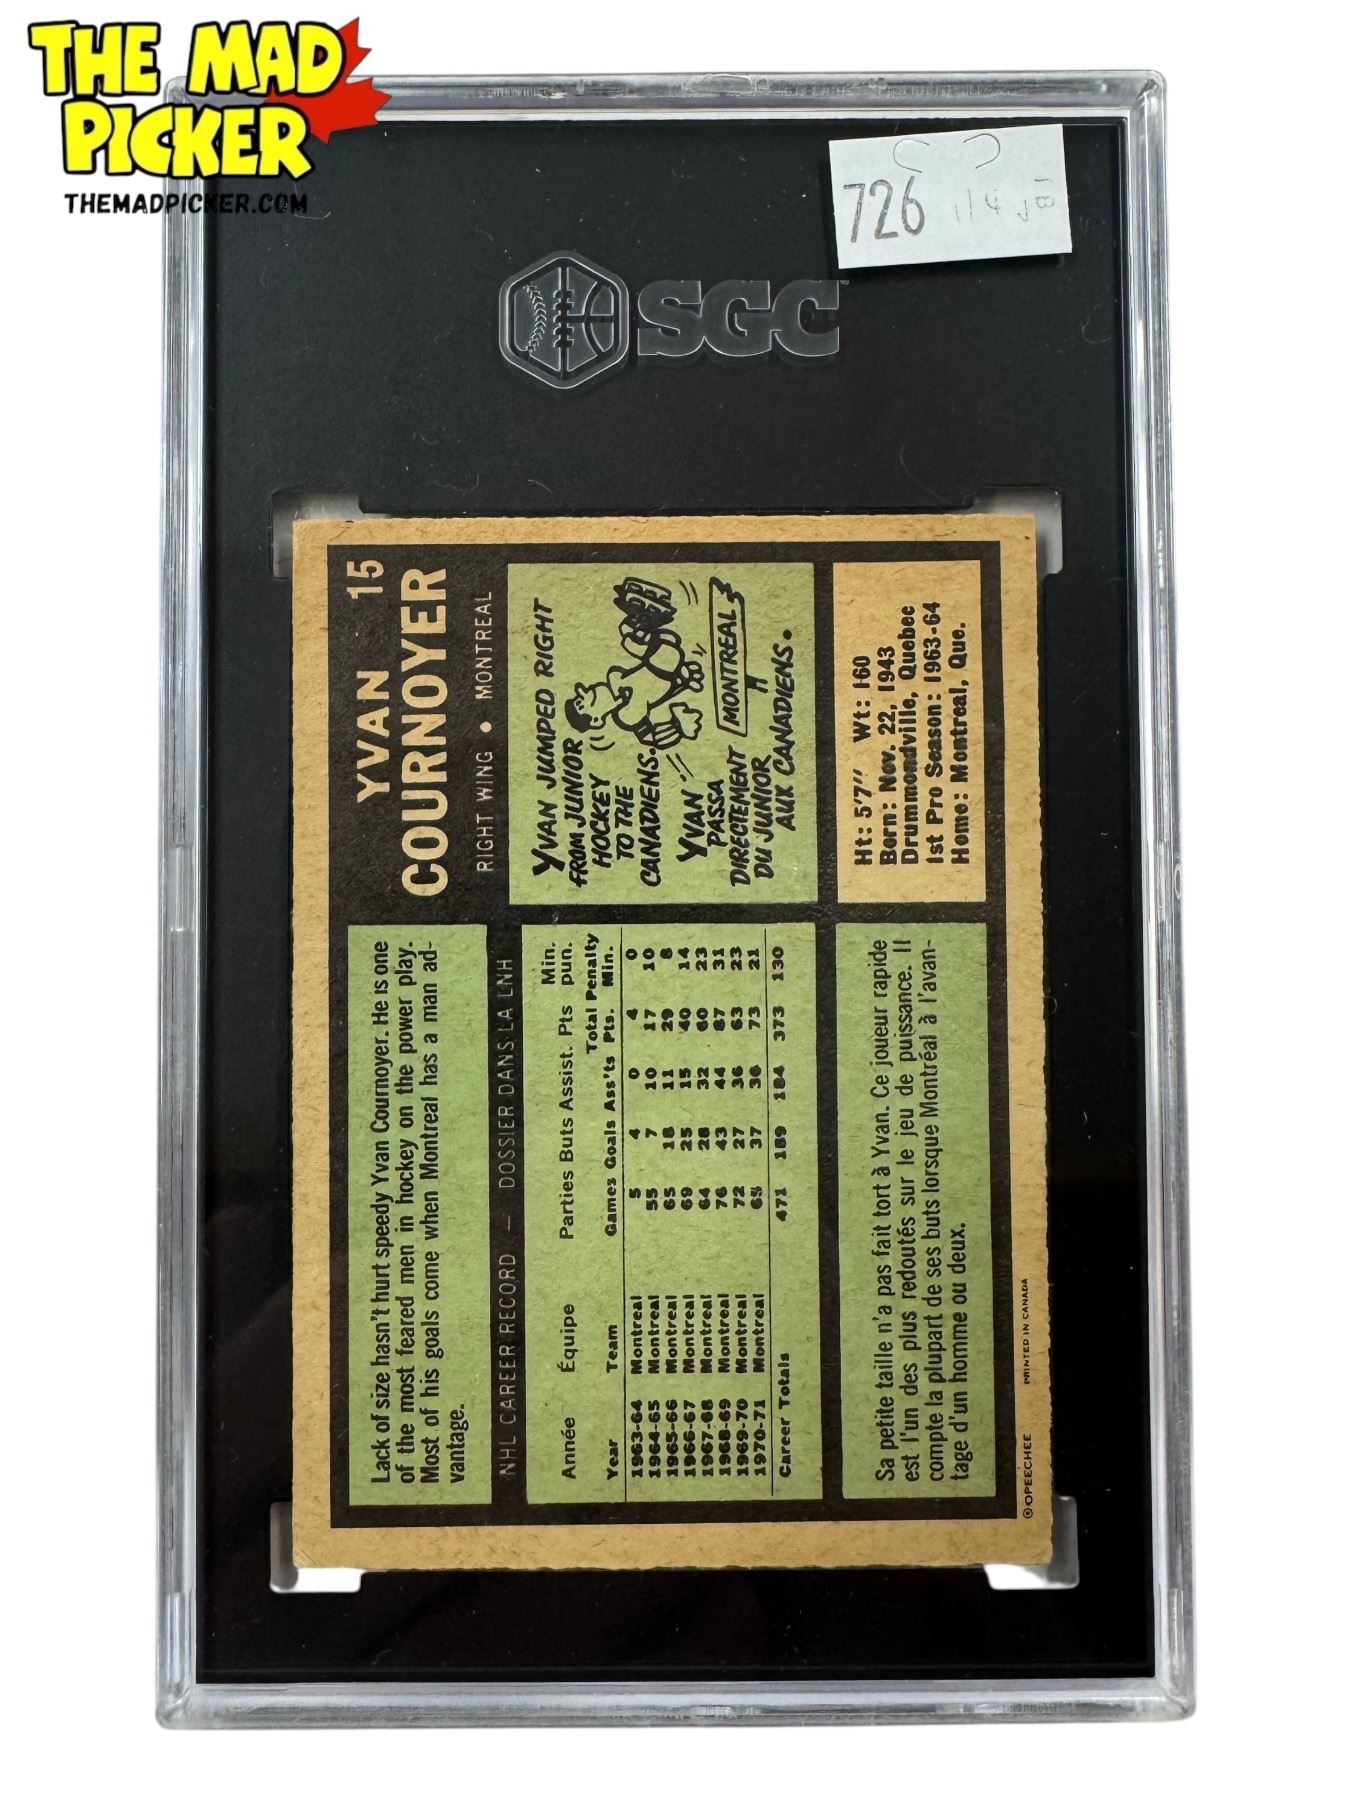 THE MAD
PICKER
THEMADPICKER.COM
726
SGC
YVAN 15
COURNOYER
RIGHT WING • MONTREAL
Lack of size hasn't hurt speedy Yvan Cournoyer. He is one
of the most feared men in hockey on the power play.
Most of his goals come when Montreal has a man ad-
vantage.
YVAN JUMPED RIGHT
FROM JUNIOR
HOCKEY
TO THE
CANADIENS.
YVAN
PASSA
DIRECTEMENT
DU JUNIOR
AUX CANADIENS.
MONTREAL
NHL CAREER RECORD — DOSSIER DANS LA LNH
Année Équipe Parties Buts Assist. Pts Min. pun.
Year Team Games Goals Ass'ts Total Pts. Penalty Min.
1963-64 Montreal 5 4 0 4 0
1964-65 Montreal 55 7 10 17 10
1965-66 Montreal 65 18 11 29 8
1966-67 Montreal 69 25 15 40 14
1967-68 Montreal 64 28 32 60 23
1968-69 Montreal 76 43 44 87 31
1969-70 Montreal 72 27 36 63 23
1970-71 Montreal 65 37 36 73 21
Career Totals 471 189 184 373 130
Ht: 5'7" Wt: 160
Born: Nov. 22, 1943
Drummondville, Quebec
1st Pro Season: 1963-64
Home: Montreal, Que.
Sa petite taille n'a pas fait tort à Yvan. Ce joueur rapide
est l'un des plus redoutés sur le jeu de puissance. Il
compte la plupart de ses buts lorsque Montréal à l'avan-
tage d'un homme ou deux.
© OPEECHEE PRINTED IN CANADA